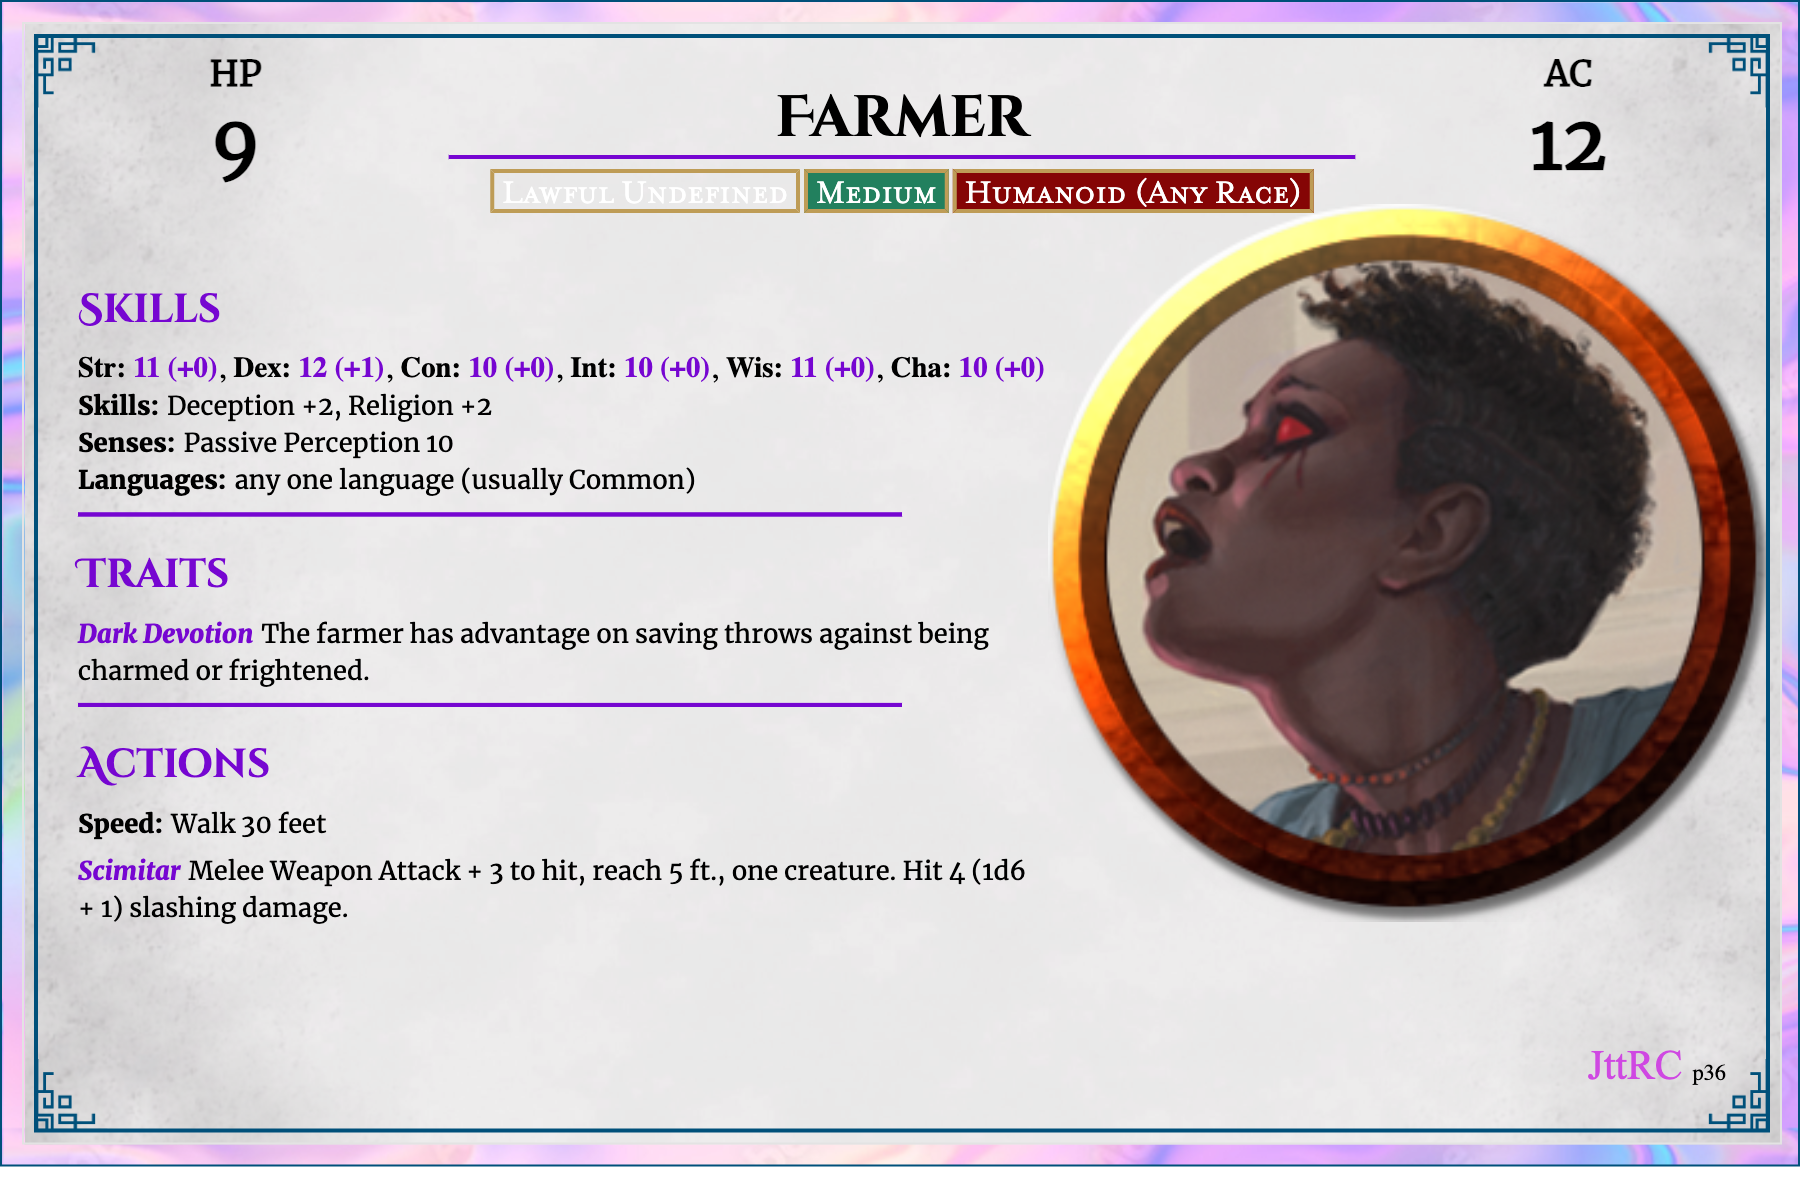 HP
9
AC
12
Farmer
Lawful Undefined Medium Humanoid (Any Race)
Skills
Str: 11 (+0), Dex: 12 (+1), Con: 10 (+0), Int: 10 (+0), Wis: 11 (+0), Cha: 10 (+0)
Skills: Deception +2, Religion +2
Senses: Passive Perception 10
Languages: any one language (usually Common)
Traits
Dark Devotion The farmer has advantage on saving throws against being
charmed or frightened.
Actions
Speed: Walk 30 feet
Scimitar Melee Weapon Attack + 3 to hit, reach 5 ft., one creature. Hit 4 (1d6
+ 1) slashing damage.
JttRC p36